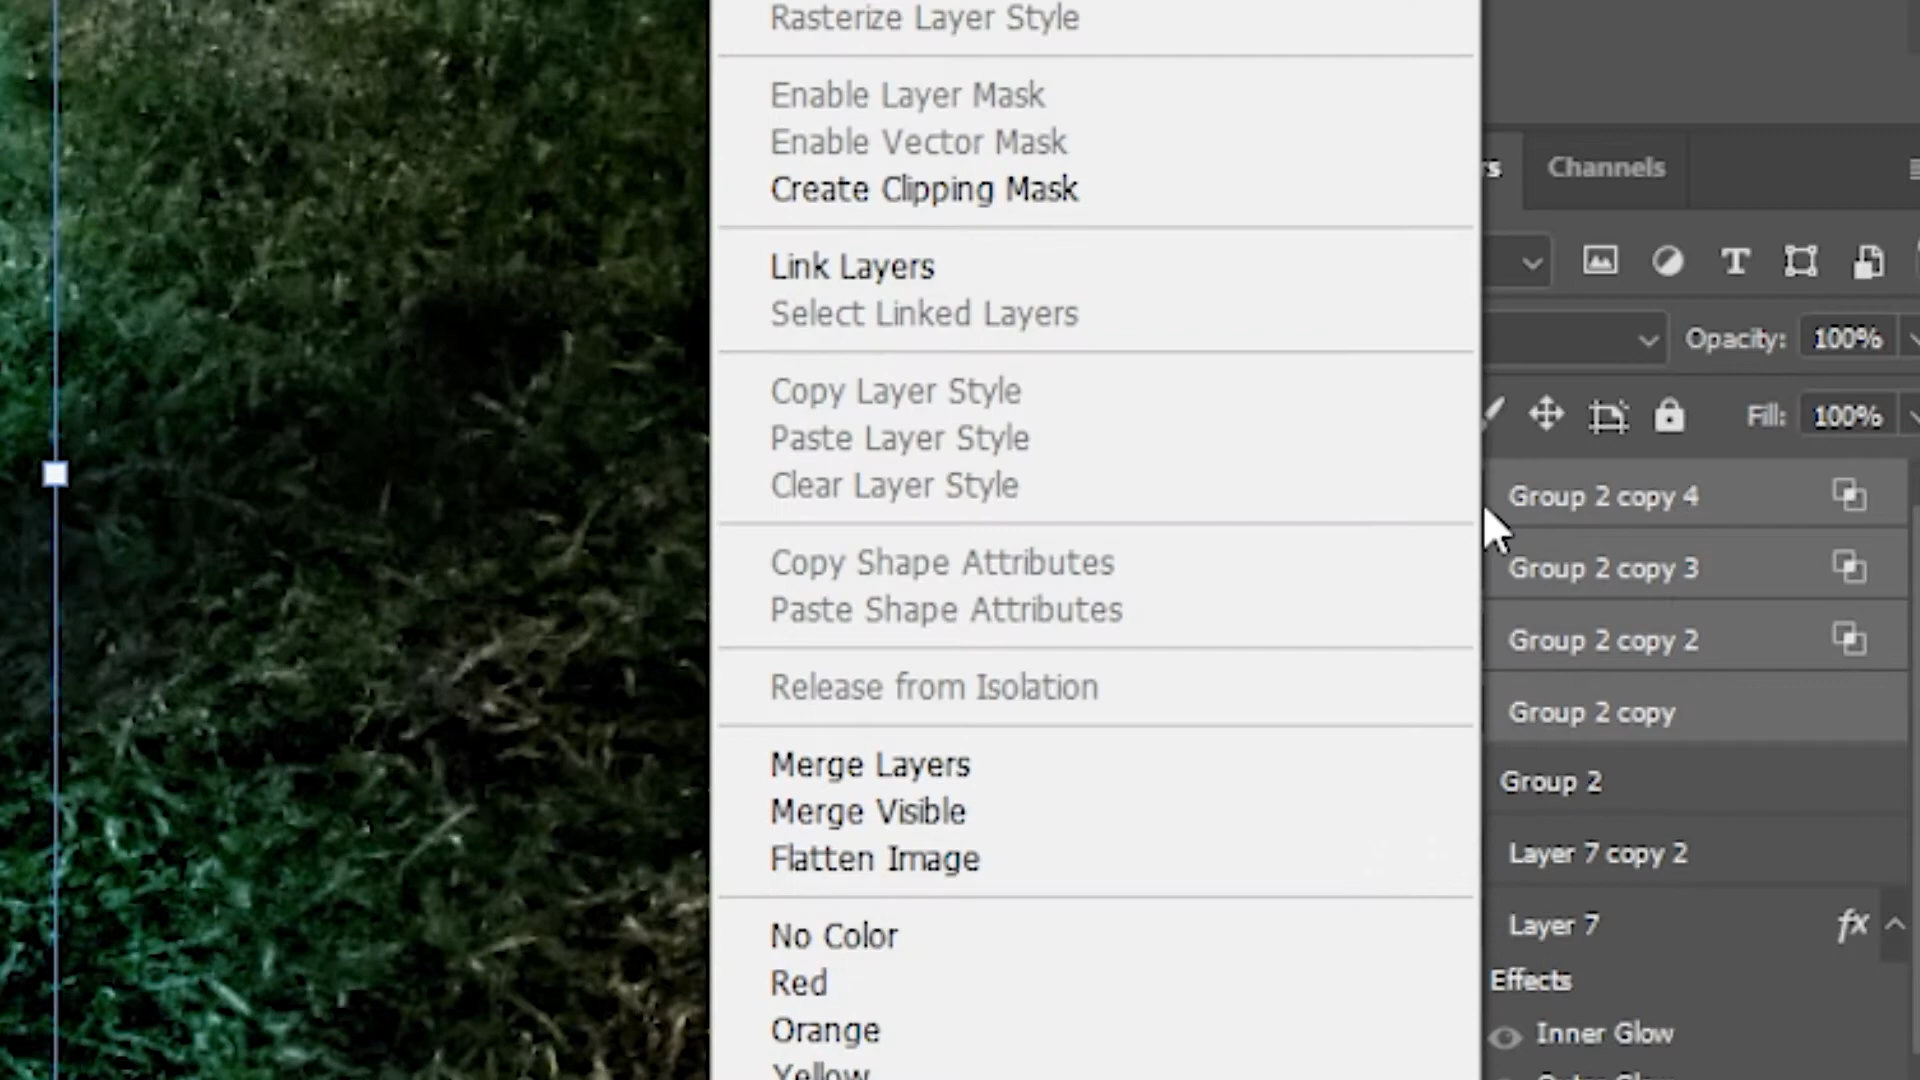 Rasterize Layer Style
Enable Layer Mask
Enable Vector Mask
Create Clipping Mask
Link Layers
Select Linked Layers
Copy Layer Style
Paste Layer Style
Clear Layer Style
Copy Shape Attributes
Paste Shape Attributes
Release from Isolation
Merge Layers
Merge Visible
Flatten Image
No Color
Red
Orange
Yellow
Channels
Opacity: 100%
Fill: 100%
Group 2 copy 4
Group 2 copy 3
Group 2 copy 2
Group 2 copy
Group 2
Layer 7 copy 2
Layer 7 fx
Effects
Inner Glow